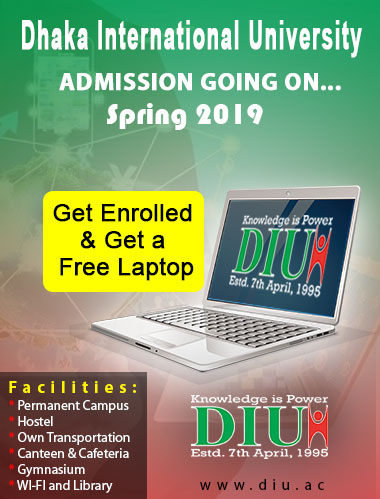 Dhaka International University
ADMISSION GOING ON...
Spring 2019
Get Enrolled
& Get a
Free Laptop
Knowledge is Power
DIU
Estd. 7th April, 1995
Facilities:
* Permanent Campus
* Hostel
* Own Transportation
* Canteen & Cafeteria
* Gymnasium
* WI-FI and Library
Knowledge is Power
DIU
Estd. 7th April, 1995
www.diu.ac